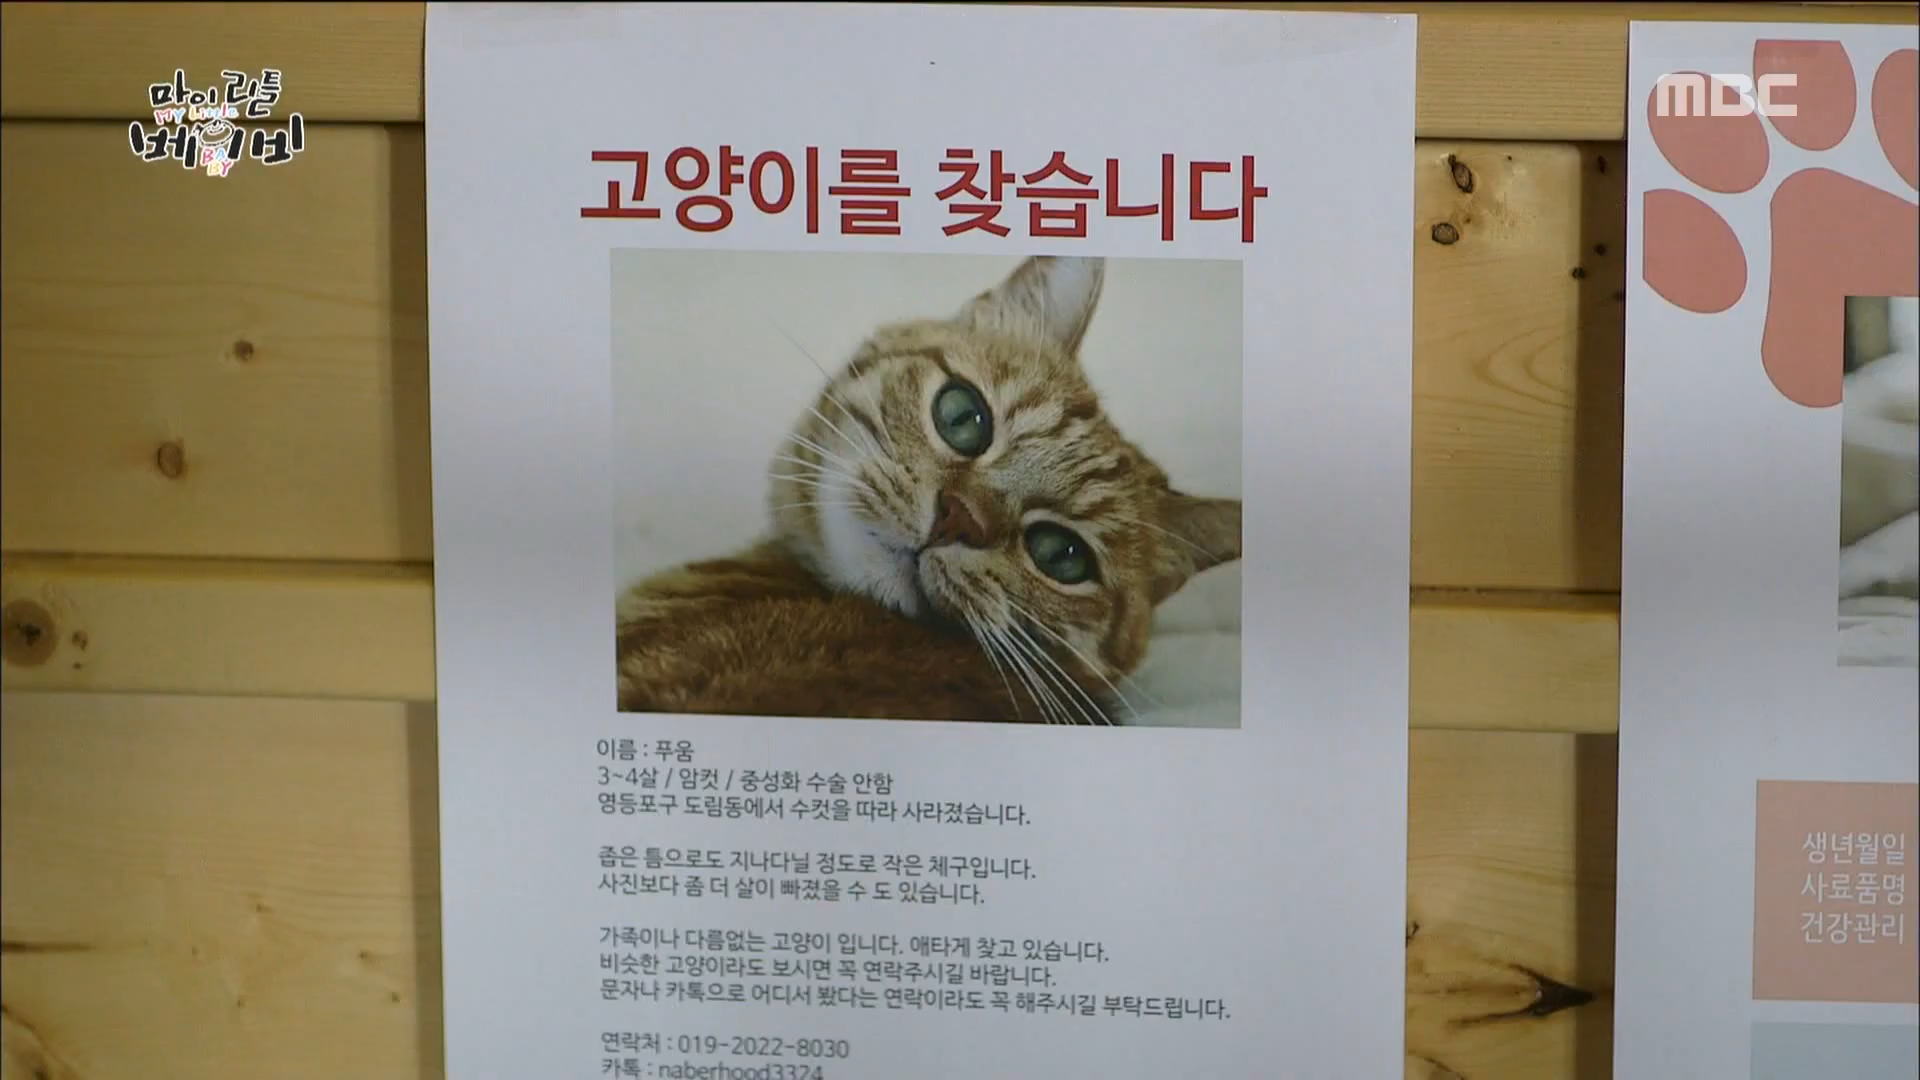 마이 리틀
MY Little
베이비
BABY
MBC
고양이를 찾습니다
이름 : 푸움
3~4살 / 암컷 / 중성화 수술 안함
영등포구 도림동에서 수컷을 따라 사라졌습니다.
좁은 틈으로도 지나다닐 정도로 작은 체구입니다.
사진보다 좀 더 살이 빠졌을 수 도 있습니다.
가족이나 다름없는 고양이 입니다. 애타게 찾고 있습니다.
비슷한 고양이라도 보시면 꼭 연락주시길 바랍니다.
문자나 카톡으로 어디서 봤다는 연락이라도 꼭 해주시길 부탁드립니다.
연락처 : 019-2022-8030
카톡 : naberhood3324
생년월일
사료품명
건강관리